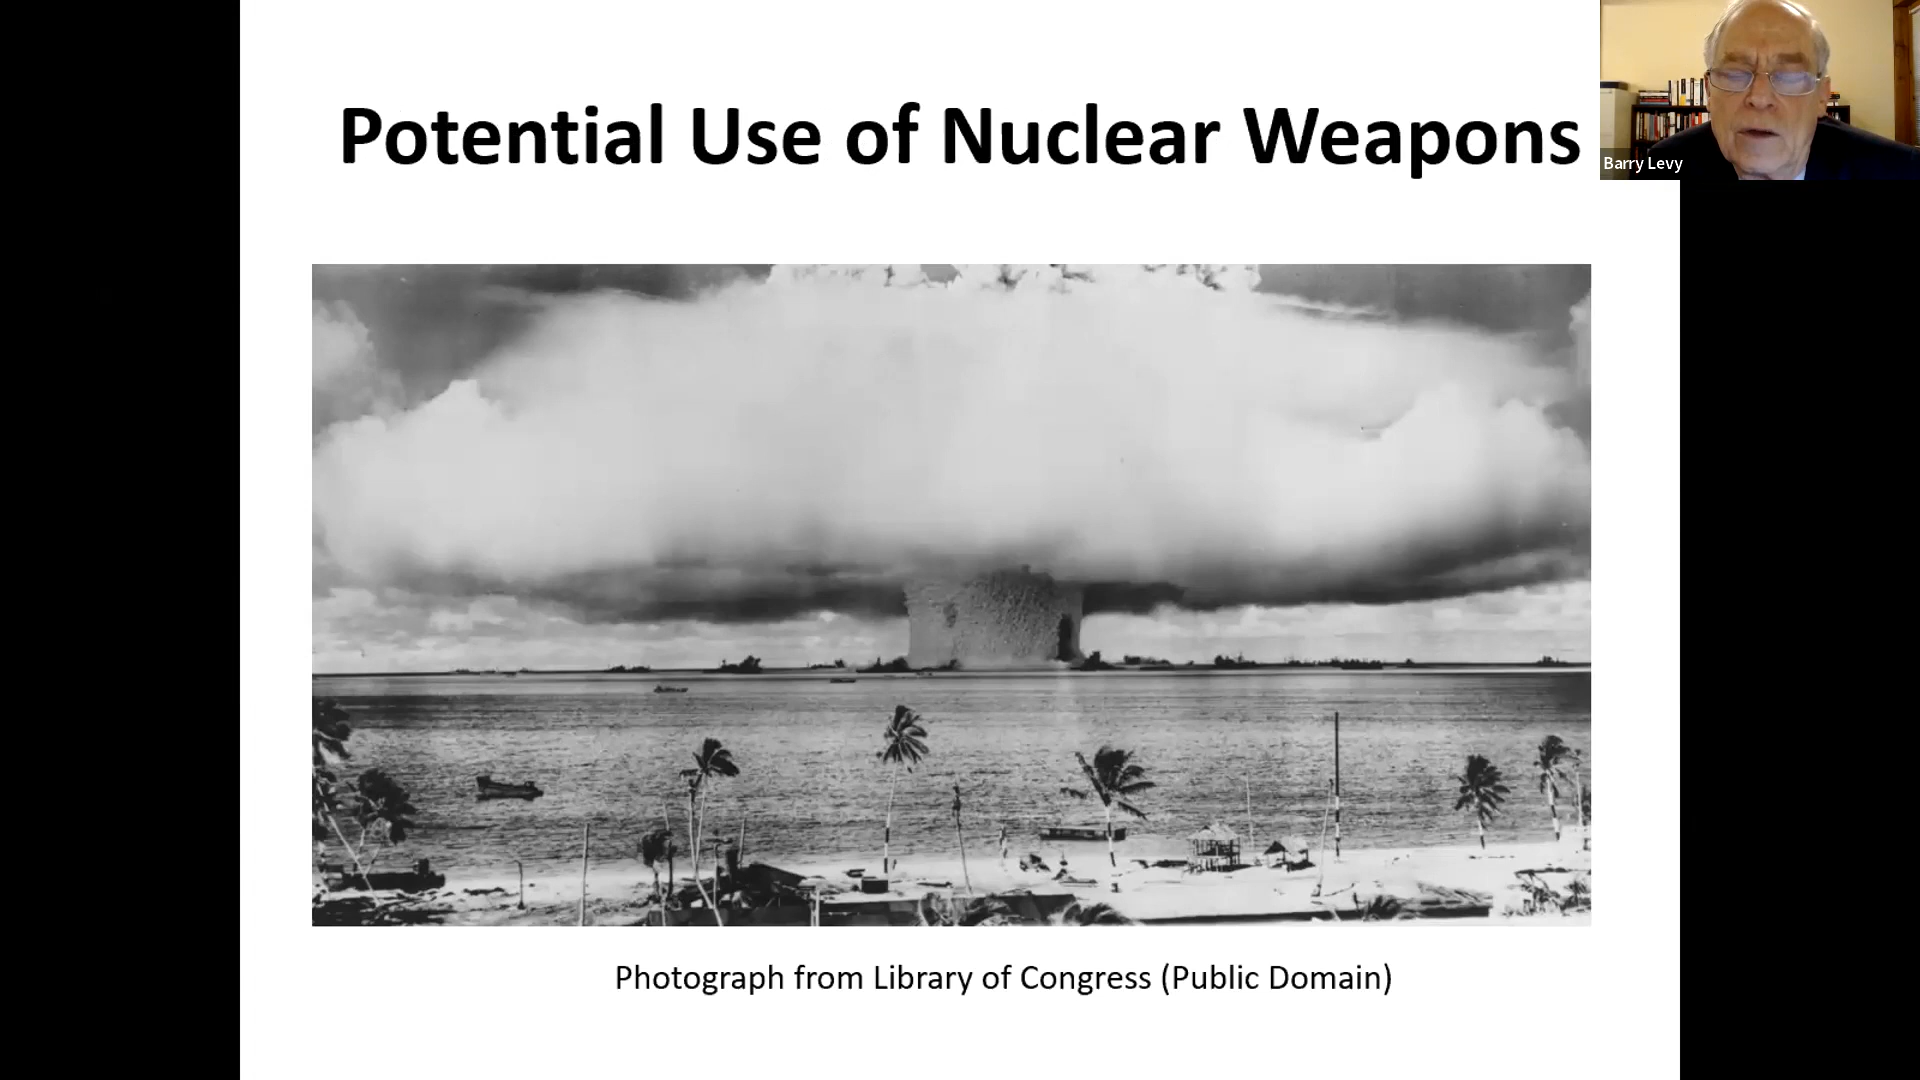 Potential Use of Nuclear Weapons
Barry Levy
Photograph from Library of Congress (Public Domain)